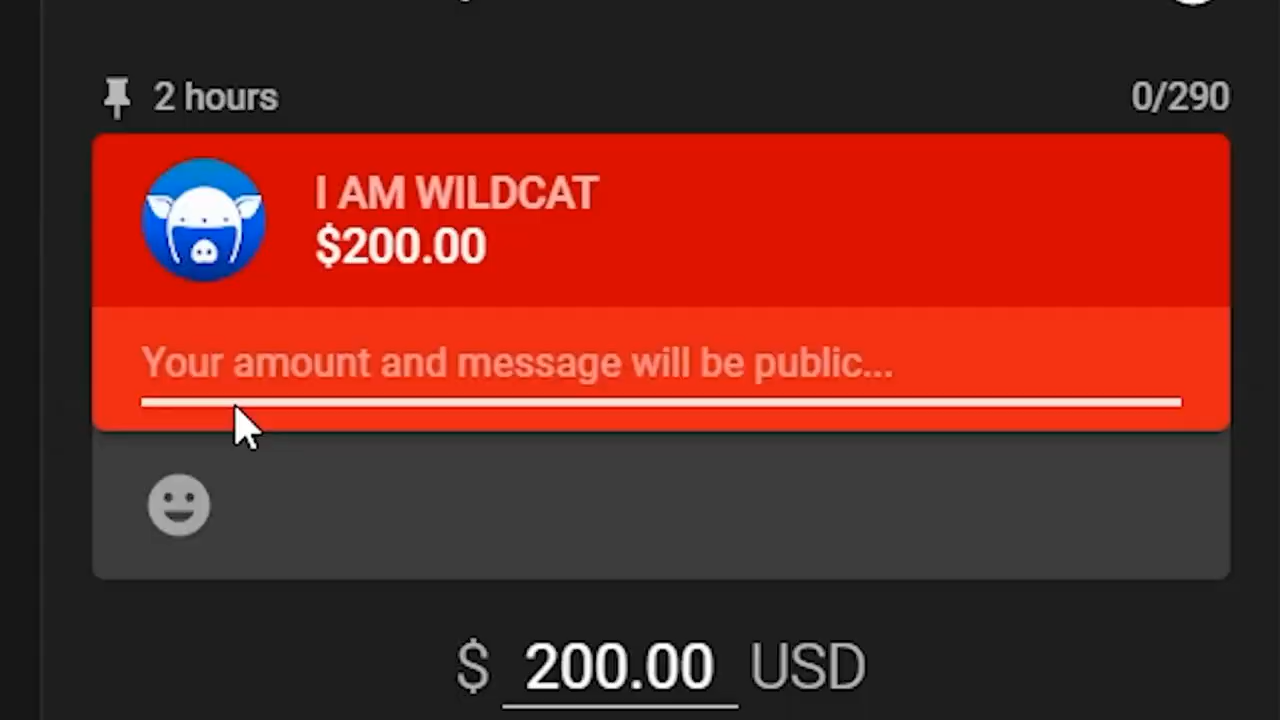 2 hours
0/290
I AM WILDCAT
$200.00
Your amount and message will be public...
$ 200.00 USD